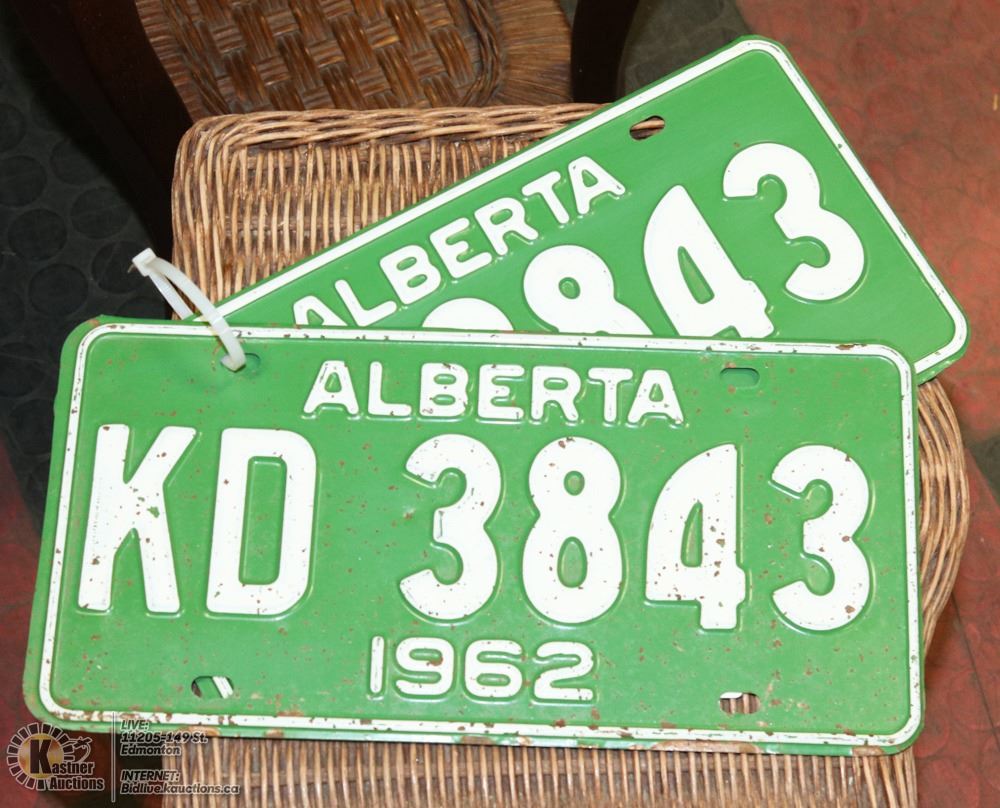 ALBERTA
843
ALBERTA
KD 3843
1962
K
Kastner
Auctions
LIVE:
11205-149 St.
Edmonton
INTERNET:
Bidlive.kauctions.ca